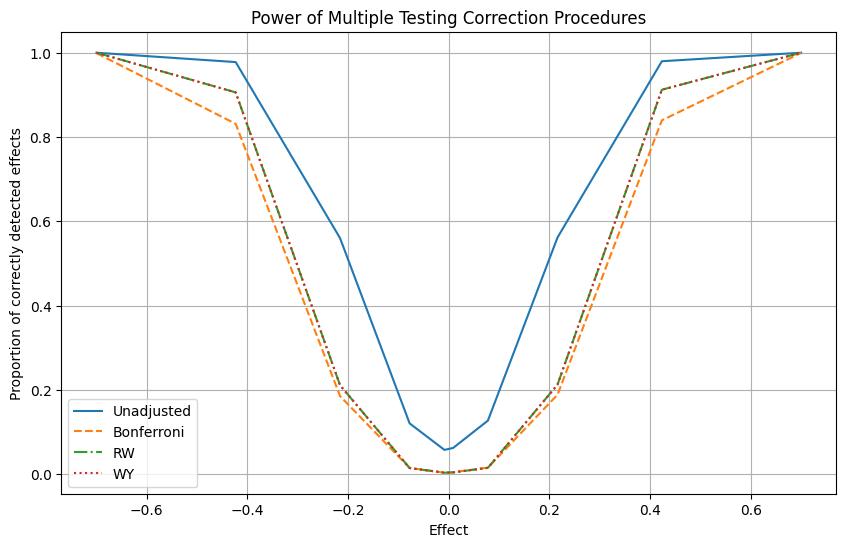 Power of Multiple Testing Correction Procedures
Proportion of correctly detected effects
1.0
0.8
0.6
0.4
0.2
0.0
Unadjusted
Bonferroni
RW
WY
−0.6
−0.4
−0.2
0.0
0.2
0.4
0.6
Effect